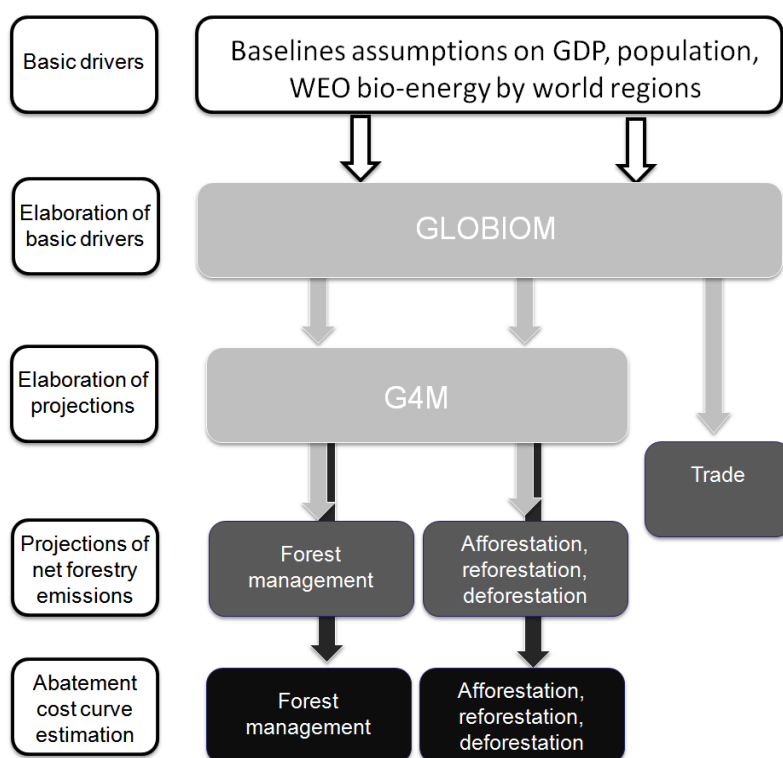 Basic drivers
Baselines assumptions on GDP, population,
WEO bio-energy by world regions
Elaboration of
basic drivers
GLOBIOM
Elaboration of
projections
G4M
Trade
Projections of
net forestry
emissions
Forest
management
Afforestation,
reforestation,
deforestation
Abatement
cost curve
estimation
Forest
management
Afforestation,
reforestation,
deforestation